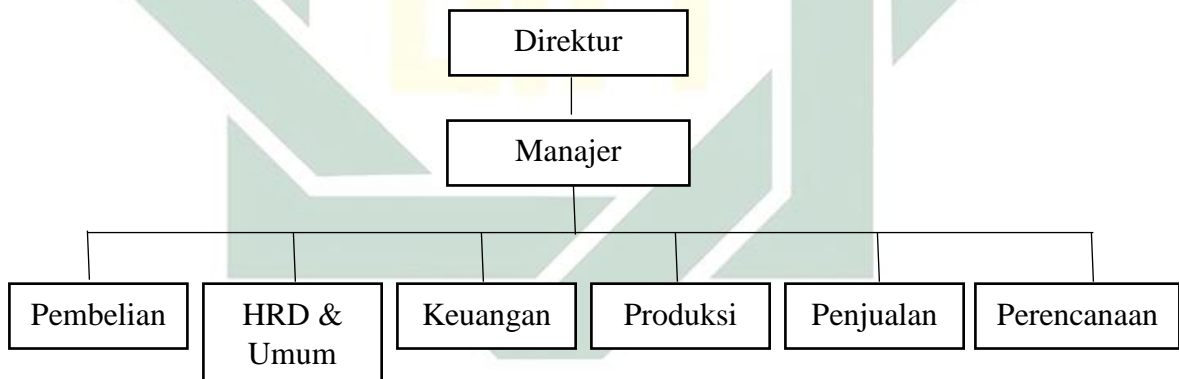 Direktur
Manajer
Pembelian
HRD &
Umum
Keuangan
Produksi
Penjualan
Perencanaan